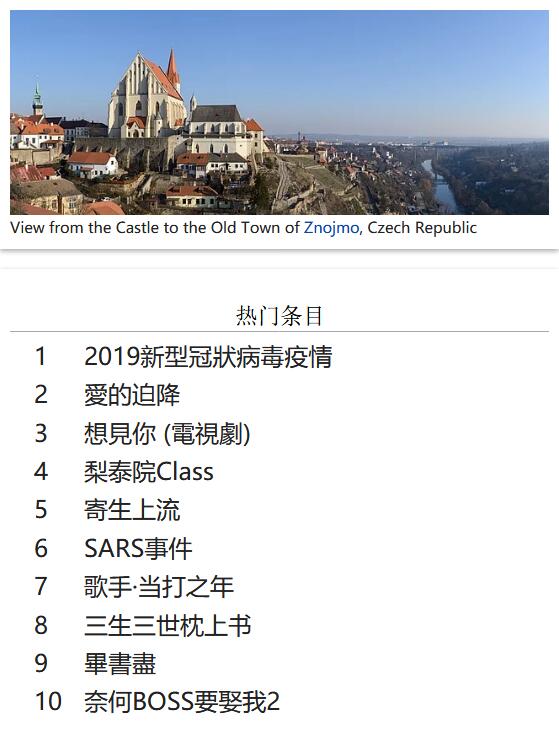 View from the Castle to the Old Town of Znojmo, Czech Republic
热门条目
1 2019新型冠狀病毒疫情
2 愛的迫降
3 想見你 (電視劇)
4 梨泰院Class
5 寄生上流
6 SARS事件
7 歌手·当打之年
8 三生三世枕上书
9 畢書盡
10 奈何BOSS要娶我2